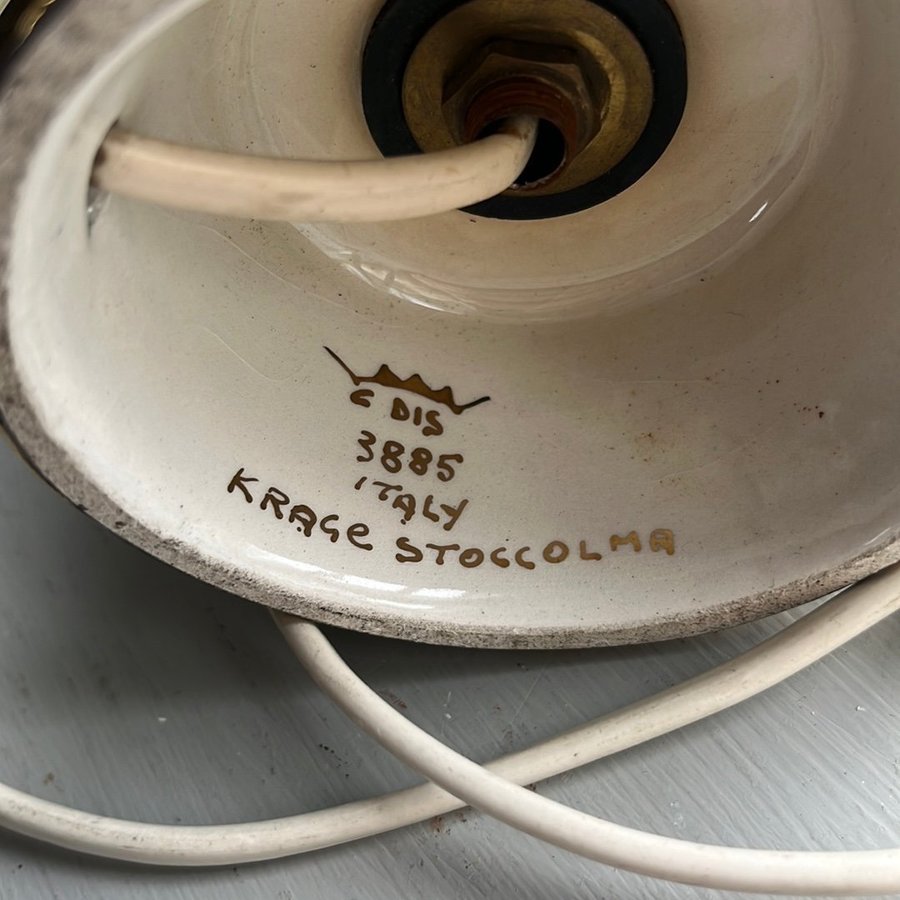 C DIS
3885
ITALY
KRAGE STOCCOLMA